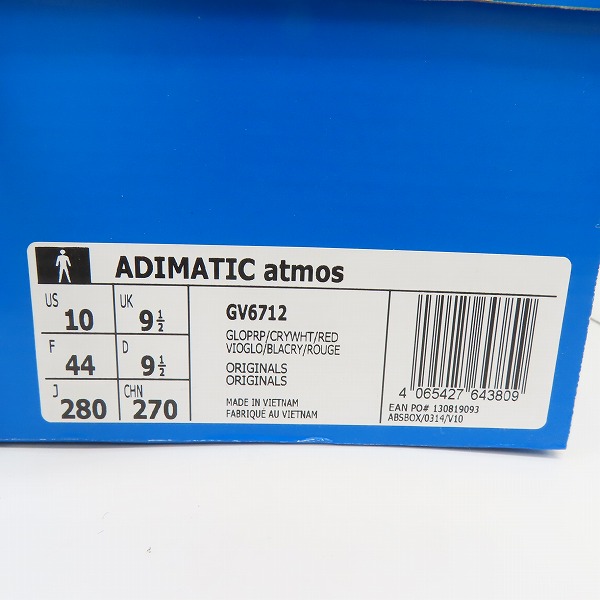 ADIMATIC atmos
US 10 UK 9 1/2
F 44 D 9 1/2
J 280 CHN 270
GV6712
GLOPRP/CRYWHT/RED
VIOGLO/BLACRY/ROUGE
ORIGINALS
ORIGINALS
MADE IN VIETNAM
FABRIQUÉ AU VIETNAM
4 065427 643809
EAN PO# 130819093
ABSBOX/0314/V10